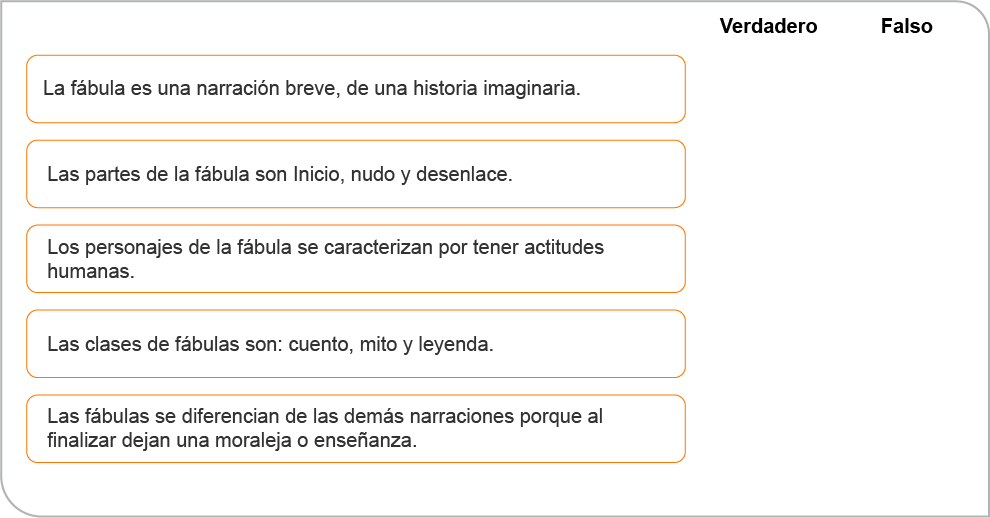 Verdadero Falso
La fábula es una narración breve, de una historia imaginaria.
Las partes de la fábula son Inicio, nudo y desenlace.
Los personajes de la fábula se caracterizan por tener actitudes
humanas.
Las clases de fábulas son: cuento, mito y leyenda.
Las fábulas se diferencian de las demás narraciones porque al
finalizar dejan una moraleja o enseñanza.